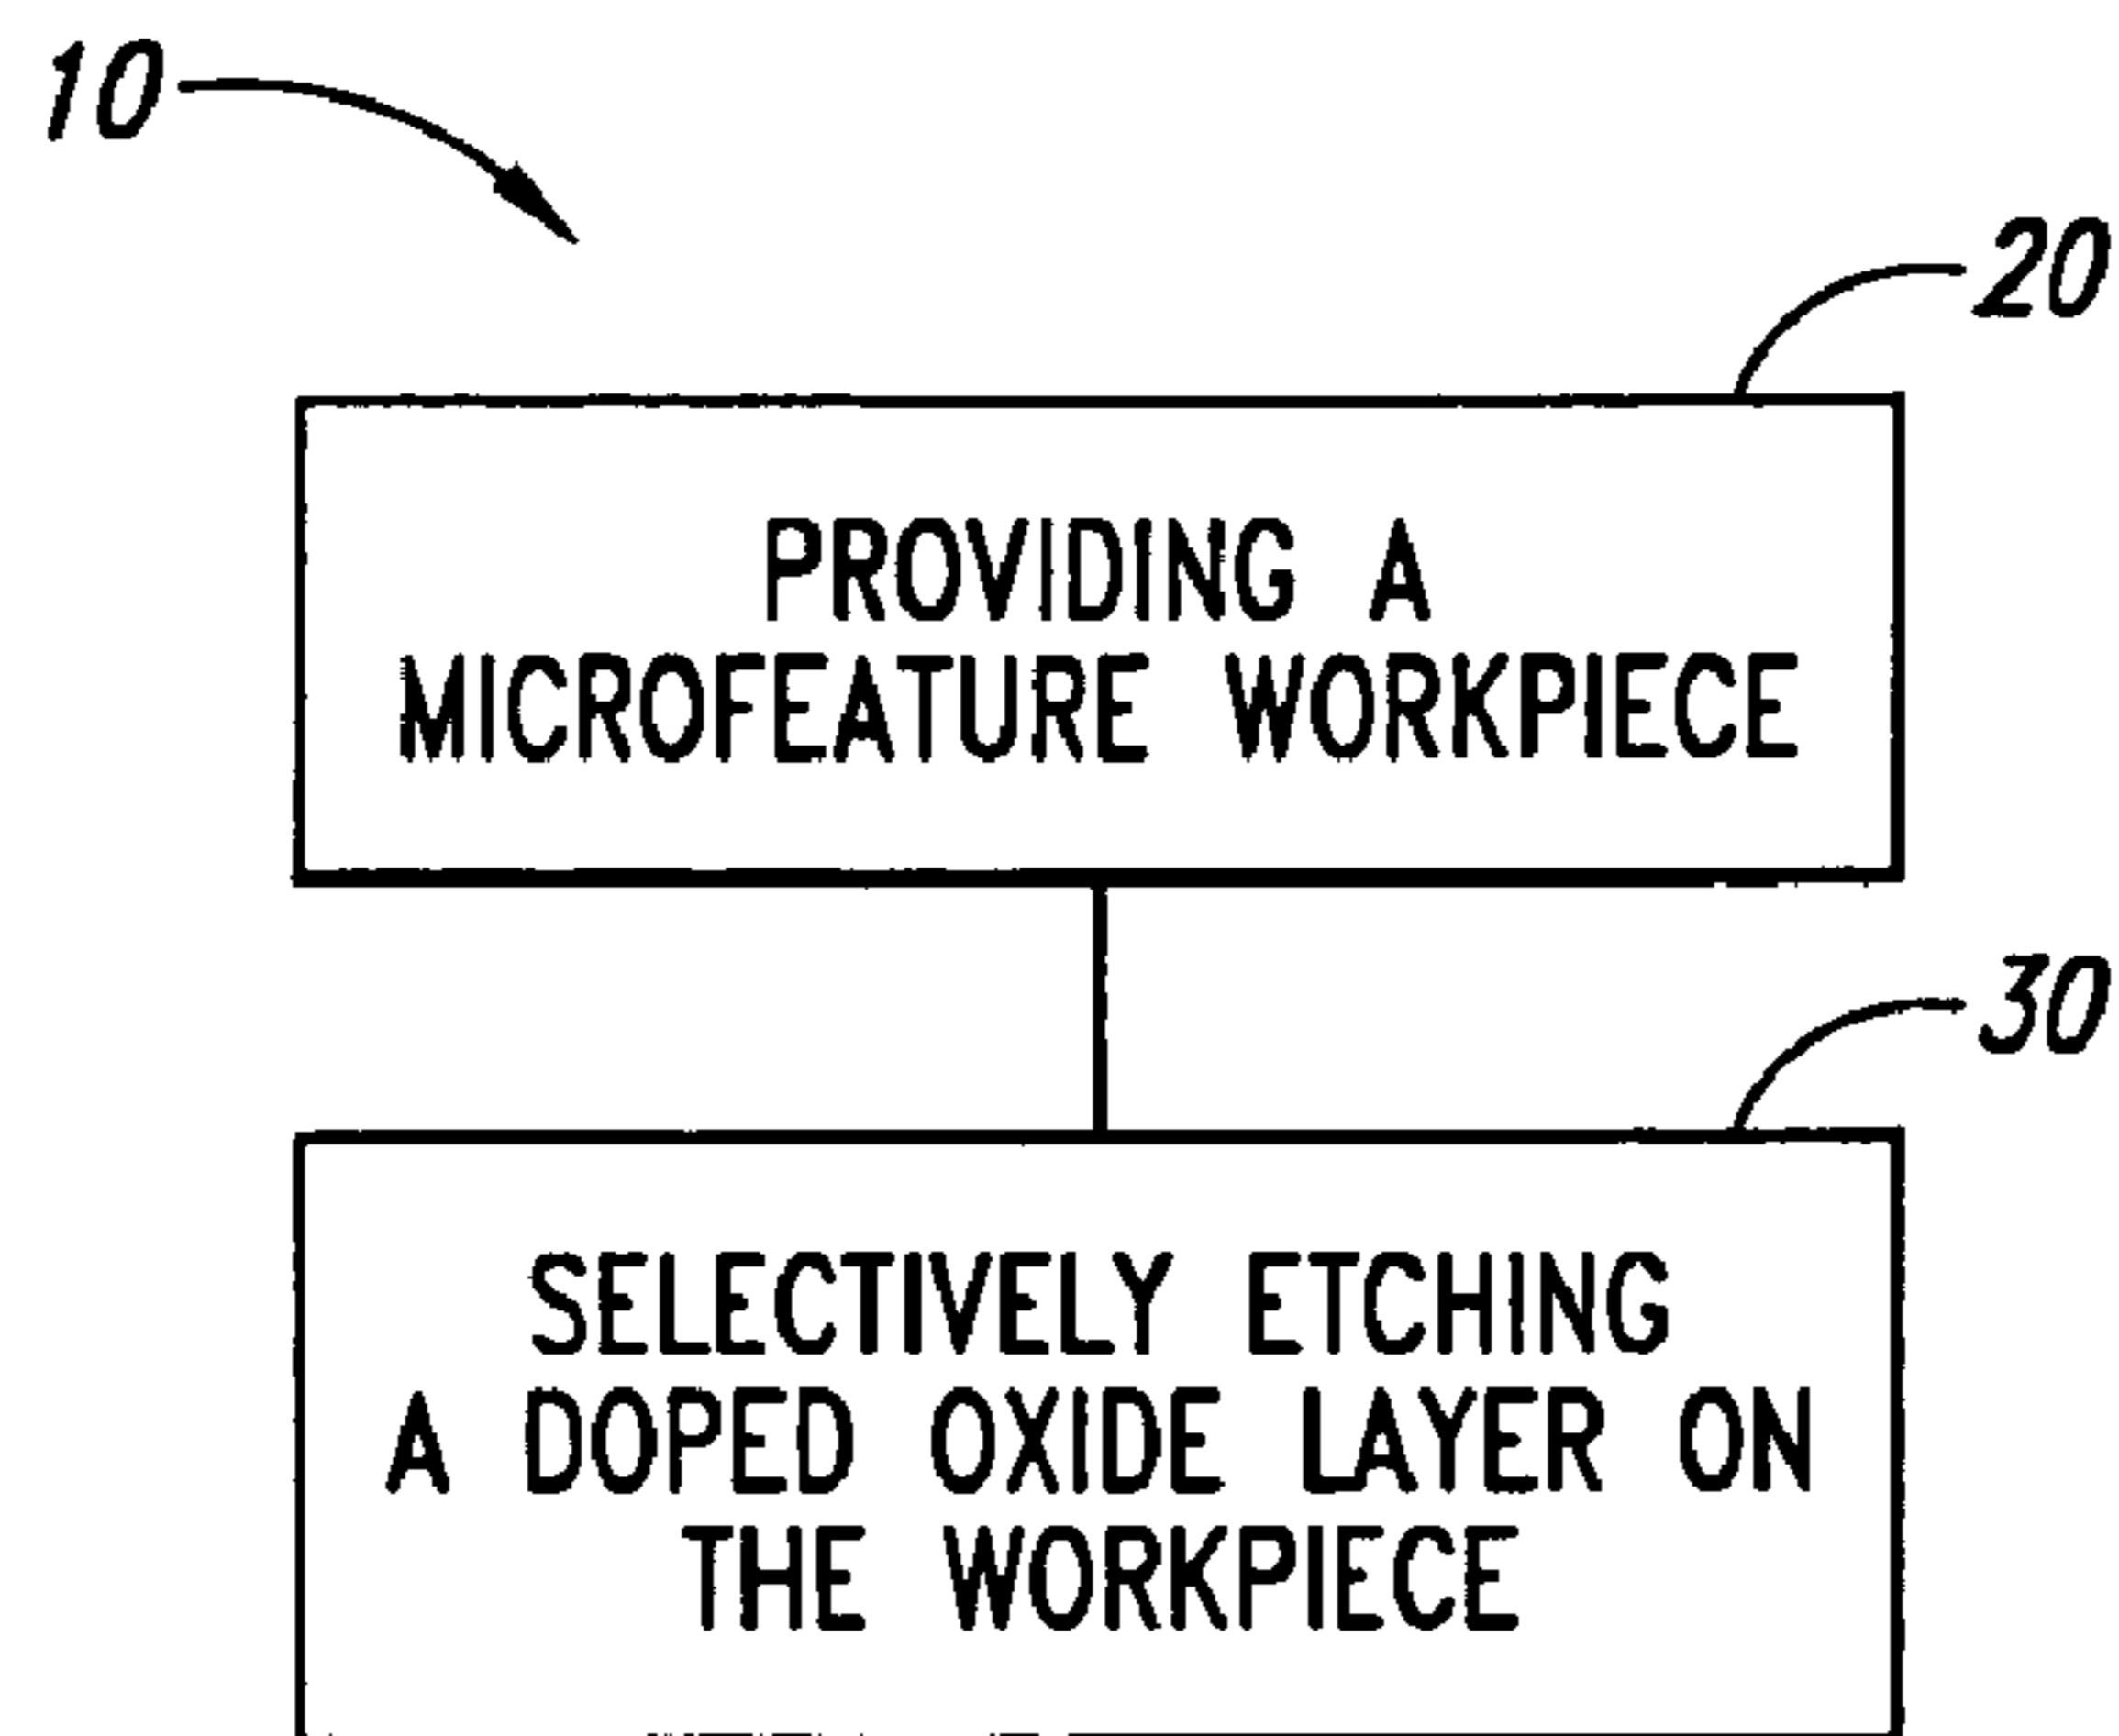 10
20
PROVIDING A
MICROFEATURE WORKPIECE
30
SELECTIVELY ETCHING
A DOPED OXIDE LAYER ON
THE WORKPIECE